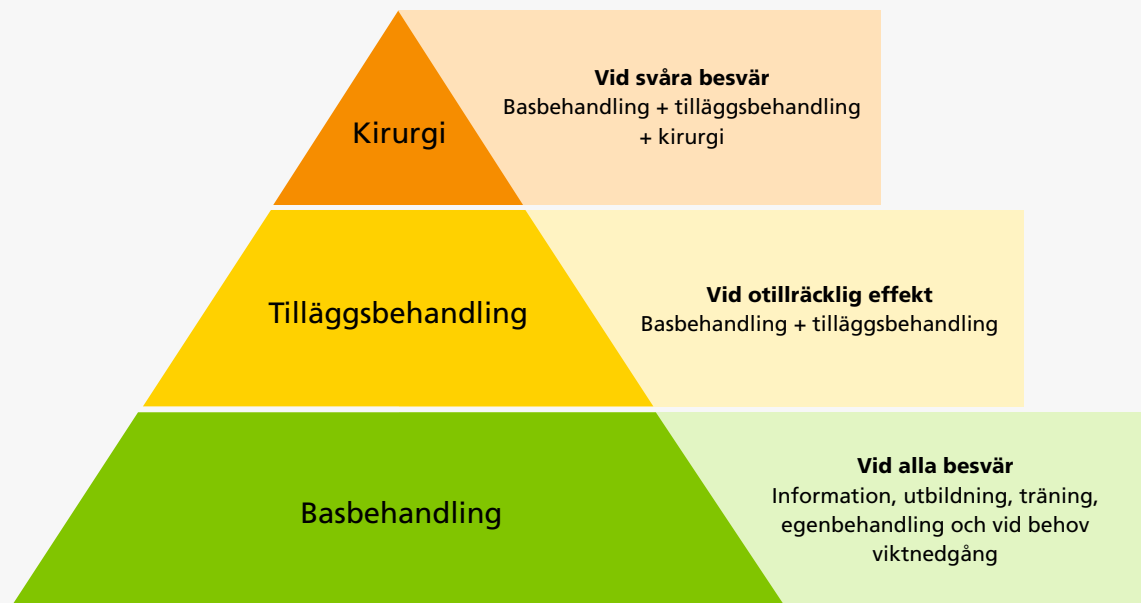 Kirurgi
Vid svåra besvär
Basbehandling + tilläggsbehandling
+ kirurgi
Tilläggsbehandling
Vid otillräcklig effekt
Basbehandling + tilläggsbehandling
Basbehandling
Vid alla besvär
Information, utbildning, träning,
egenbehandling och vid behov
viktnedgång